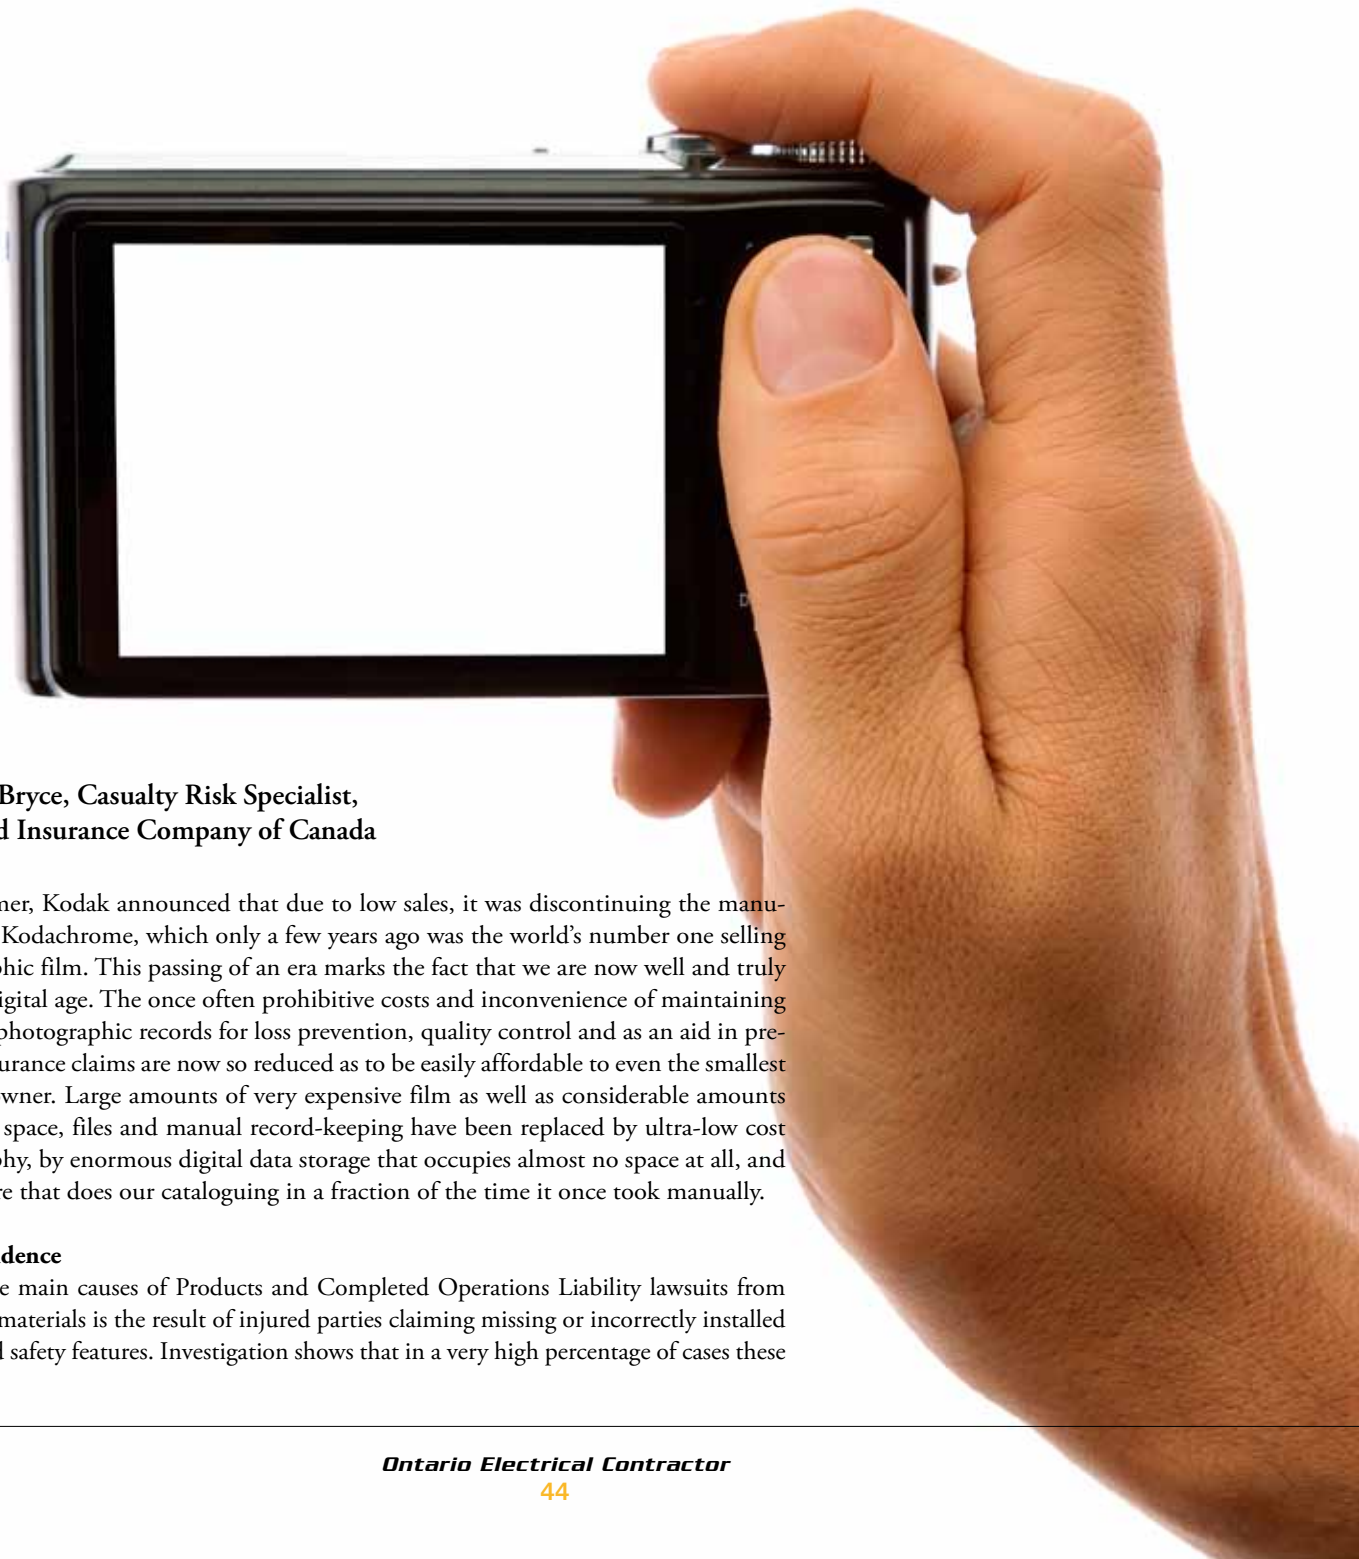 Bryce, Casualty Risk Specialist,
d Insurance Company of Canada
ner, Kodak announced that due to low sales, it was discontinuing the manu-
Kodachrome, which only a few years ago was the world's number one selling
phic film. This passing of an era marks the fact that we are now well and truly
igital age. The once often prohibitive costs and inconvenience of maintaining
photographic records for loss prevention, quality control and as an aid in pre-
urance claims are now so reduced as to be easily affordable to even the smallest
wner. Large amounts of very expensive film as well as considerable amounts
space, files and manual record-keeping have been replaced by ultra-low cost
phy, by enormous digital data storage that occupies almost no space at all, and
re that does our cataloguing in a fraction of the time it once took manually.
idence
e main causes of Products and Completed Operations Liability lawsuits from
materials is the result of injured parties claiming missing or incorrectly installed
d safety features. Investigation shows that in a very high percentage of cases these
Ontario Electrical Contractor
44